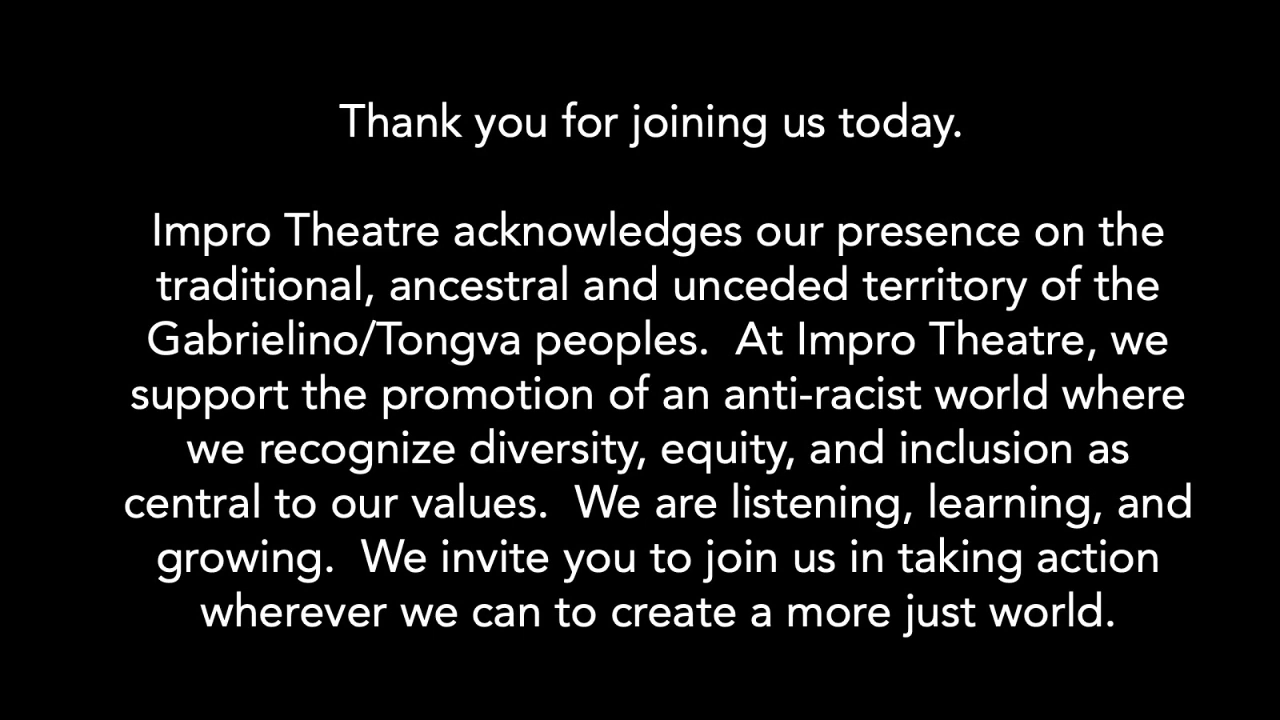 Thank you for joining us today.
Impro Theatre acknowledges our presence on the
traditional, ancestral and unceded territory of the
Gabrielino/Tongva peoples.  At Impro Theatre, we
support the promotion of an anti-racist world where
we recognize diversity, equity, and inclusion as
central to our values.  We are listening, learning, and
growing.  We invite you to join us in taking action
wherever we can to create a more just world.